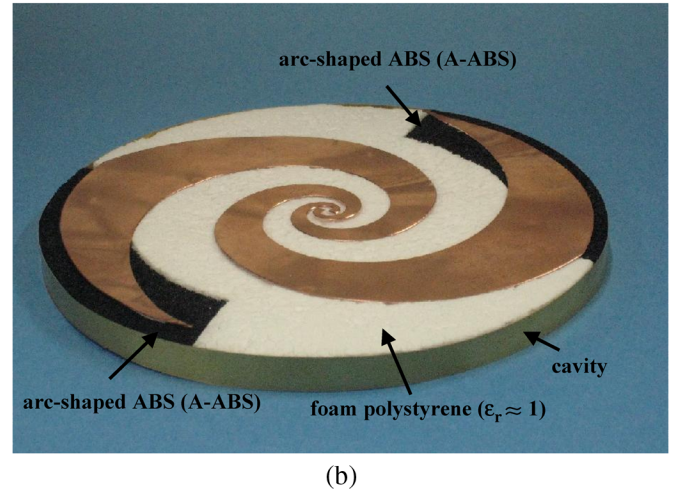 arc-shaped ABS (A-ABS)
cavity
arc-shaped ABS (A-ABS)
foam polystyrene (εr ≈ 1)
(b)